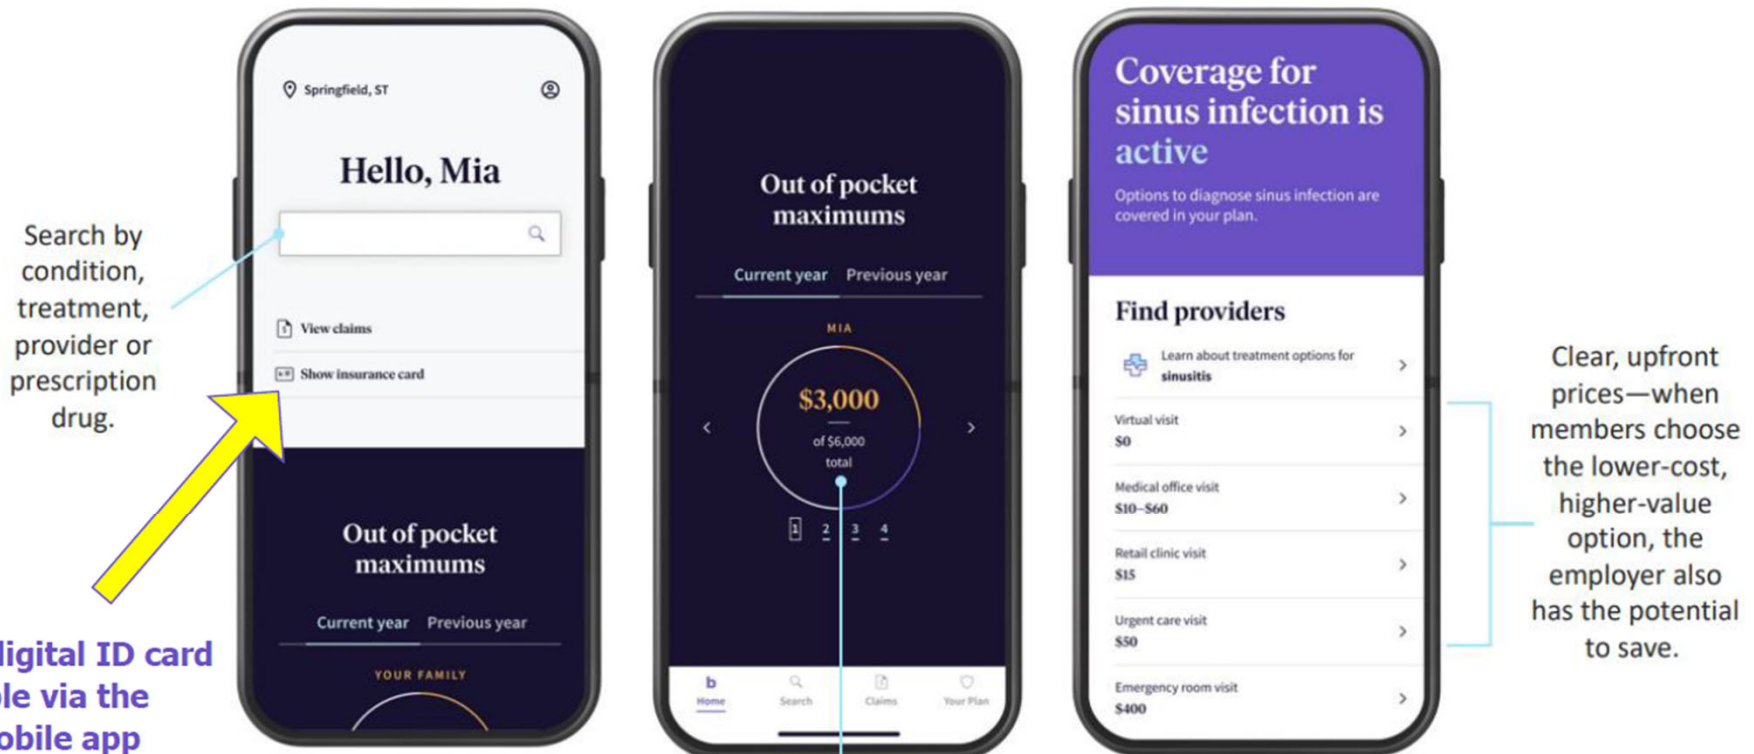 Search by
condition,
treatment,
provider or
prescription
drug.
digital ID card
via the
app
Springfield, ST
Hello, Mia
View claims
Show insurance card
Out of pocket
maximums
Current year Previous year
YOUR FAMILY
Out of pocket
maximums
Current year Previous year
MIA
$3,000
of $6,000
total
1 2 3 4
b
Home Search Claims Your Plan
Coverage for
sinus infection is
active
Options to diagnose sinus infection are
covered in your plan.
Find providers
Learn about treatment options for
sinusitis
Virtual visit
$0
Medical office visit
$10–$60
Retail clinic visit
$15
Urgent care visit
$50
Emergency room visit
$400
Clear, upfront
prices—when
members choose
the lower-cost,
higher-value
option, the
employer also
has the potential
to save.